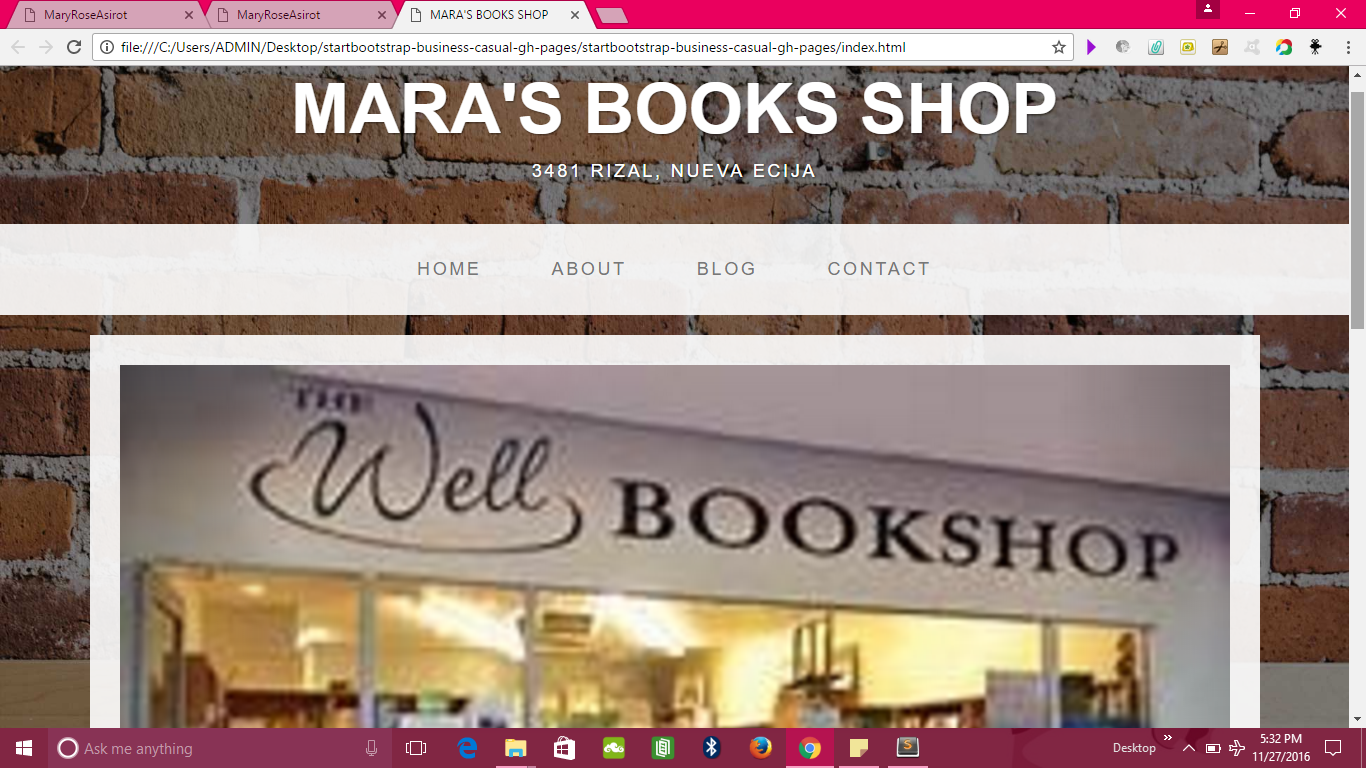 MaryRoseAsirot
MaryRoseAsirot
MARA'S BOOKS SHOP
file:///C:/Users/ADMIN/Desktop/startbootstrap-business-casual-gh-pages/startbootstrap-business-casual-gh-pages/index.html
MARA'S BOOKS SHOP
3481 RIZAL, NUEVA ECIJA
HOME ABOUT BLOG CONTACT
THE
Well BOOKSHOP
Ask me anything
Desktop
5:32 PM
11/27/2016